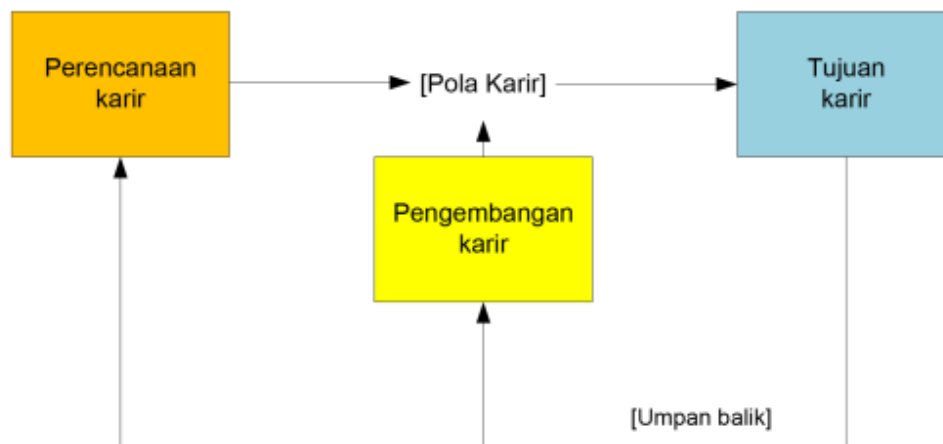 Perencanaan
karir
[Pola Karir]
Tujuan
karir
Pengembangan
karir
[Umpan balik]